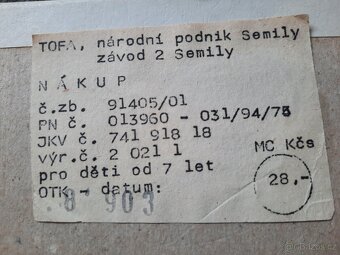 TOFA, národní podnik Semily
závod 2 Semily
NÁKUP
č.zb. 91405/01
PN č. 013960 - 031/94/75
JKV č. 741 918 18
výr.č. 2 021 1
pro děti od 7 let
MC Kčs
28,-
OTK - datum:
.8 903